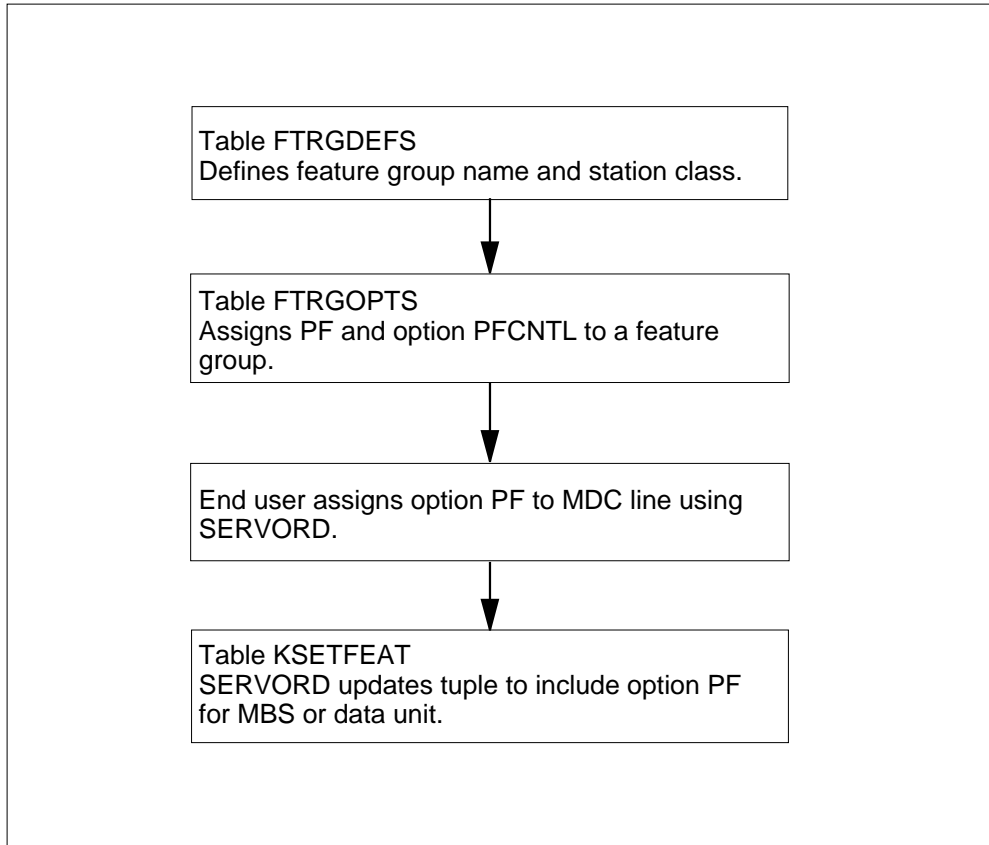 Table FTRGDEFS
Defines feature group name and station class.
Table FTRGOPTS
Assigns PF and option PFCNTL to a feature
group.
End user assigns option PF to MDC line using
SERVORD.
Table KSETFEAT
SERVORD updates tuple to include option PF
for MBS or data unit.